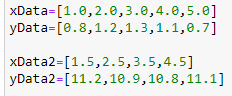 xData=[1.0,2.0,3.0,4.0,5.0]
yData=[0.8,1.2,1.3,1.1,0.7]
xData2=[1.5,2.5,3.5,4.5]
yData2=[11.2,10.9,10.8,11.1]